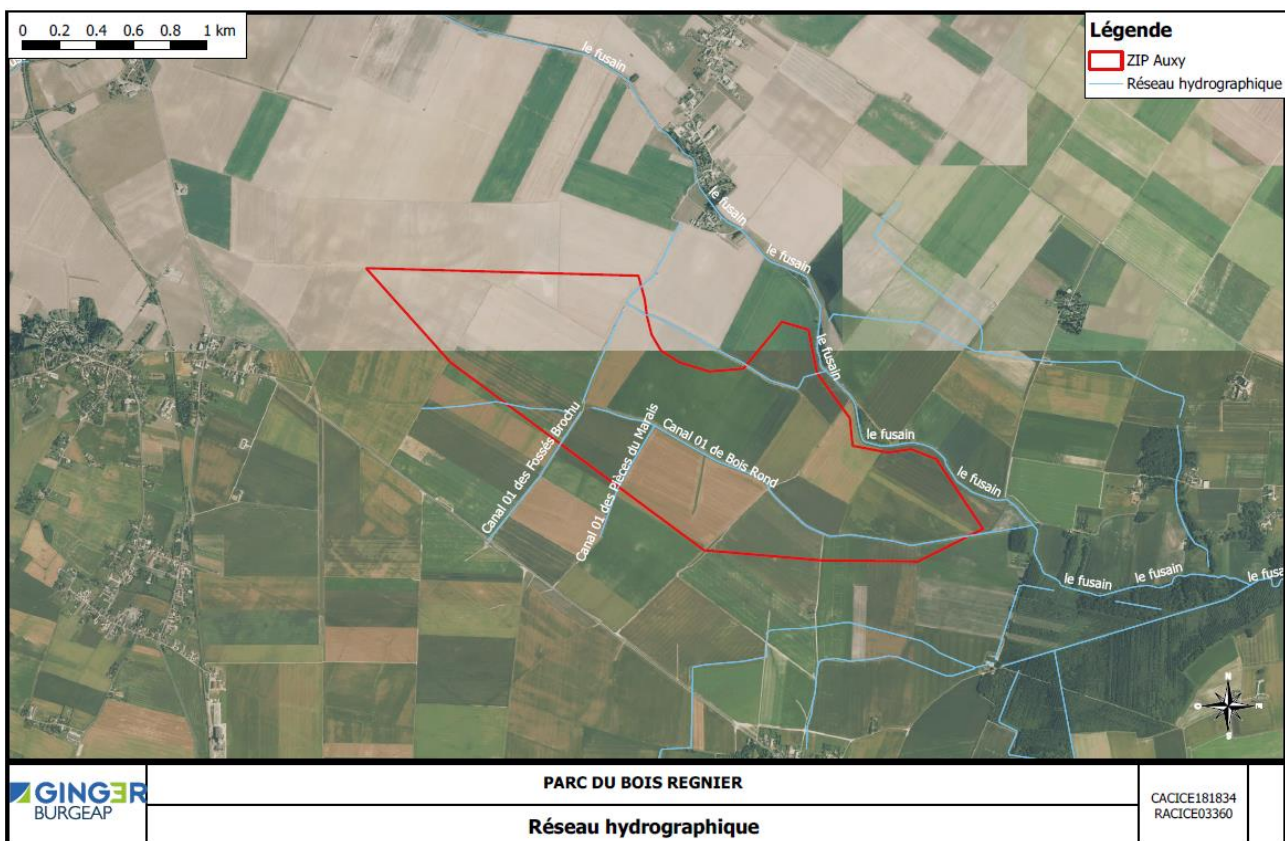 0 0.2 0.4 0.6 0.8 1 km
Légende
ZIP Auxy
Réseau hydrographique
le fusain
le fusain
le fusain
le fusain
le fusain
le fusain
le fusain
le fusain
le fusa
Canal 01 des Fossés Brochu
Canal 01 des Pièces du Marais
Canal 01 de Bois Rond
N
O
E
S
GINGER
BURGEAP
PARC DU BOIS REGNIER
Réseau hydrographique
CACICE181834
RACICE03360